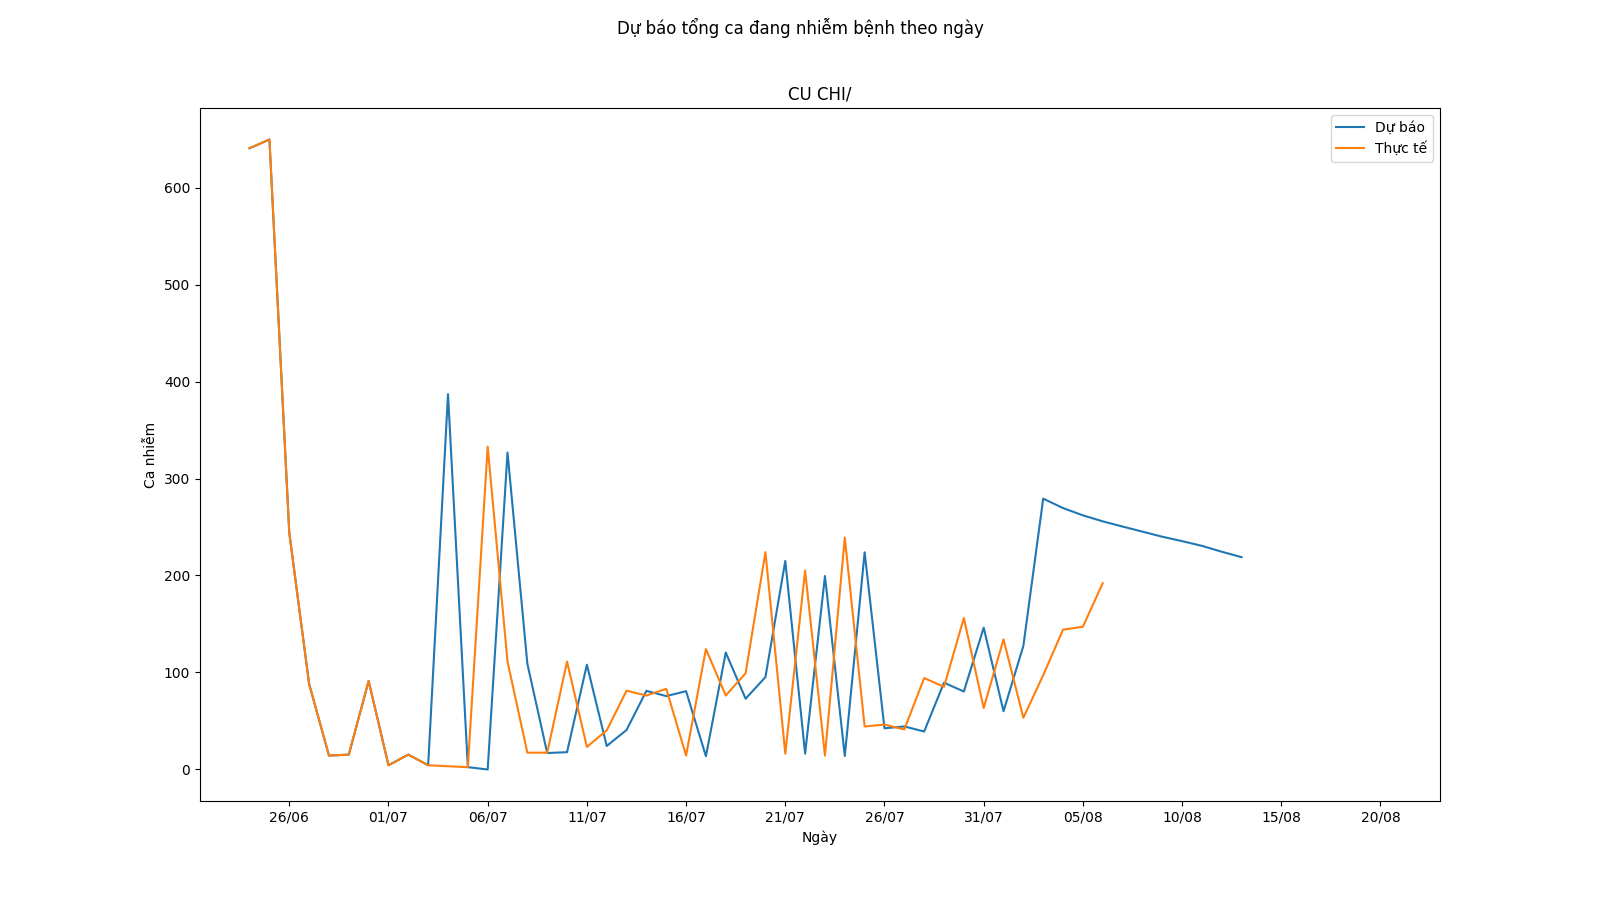 Dự báo tổng ca đang nhiễm bệnh theo ngày
CU CHI/
Dự báo
Thực tế
600
500
400
300
200
100
0
Ca nhiễm
26/06 01/07 06/07 11/07 16/07 21/07 26/07 31/07 05/08 10/08 15/08 20/08
Ngày